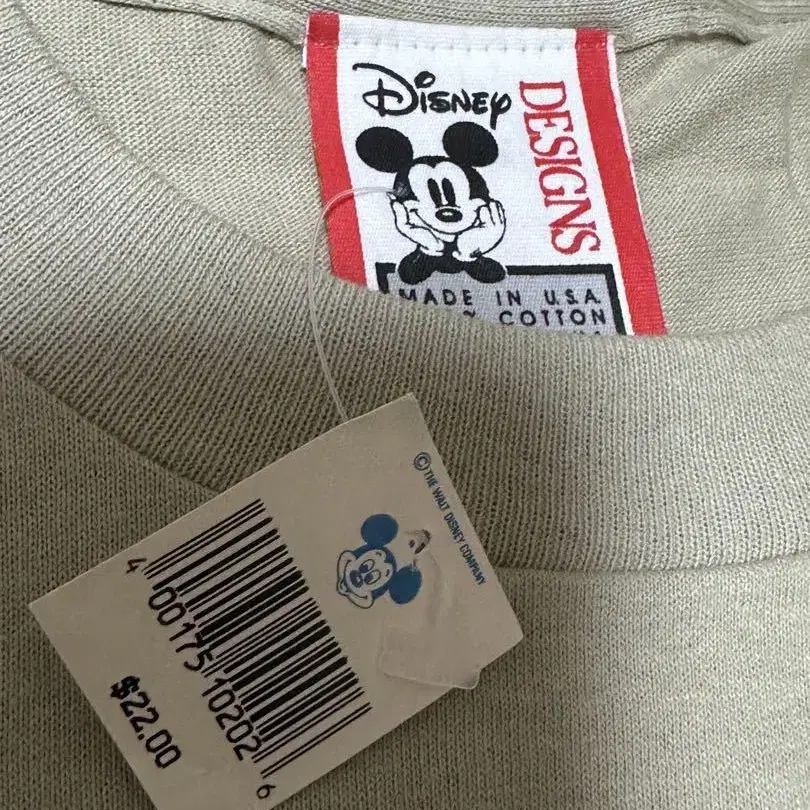 Disney
DESIGNS
MADE IN U.S.A.
% COTTON
© THE WALT DISNEY COMPANY
4 00175 10202 6
$22.00